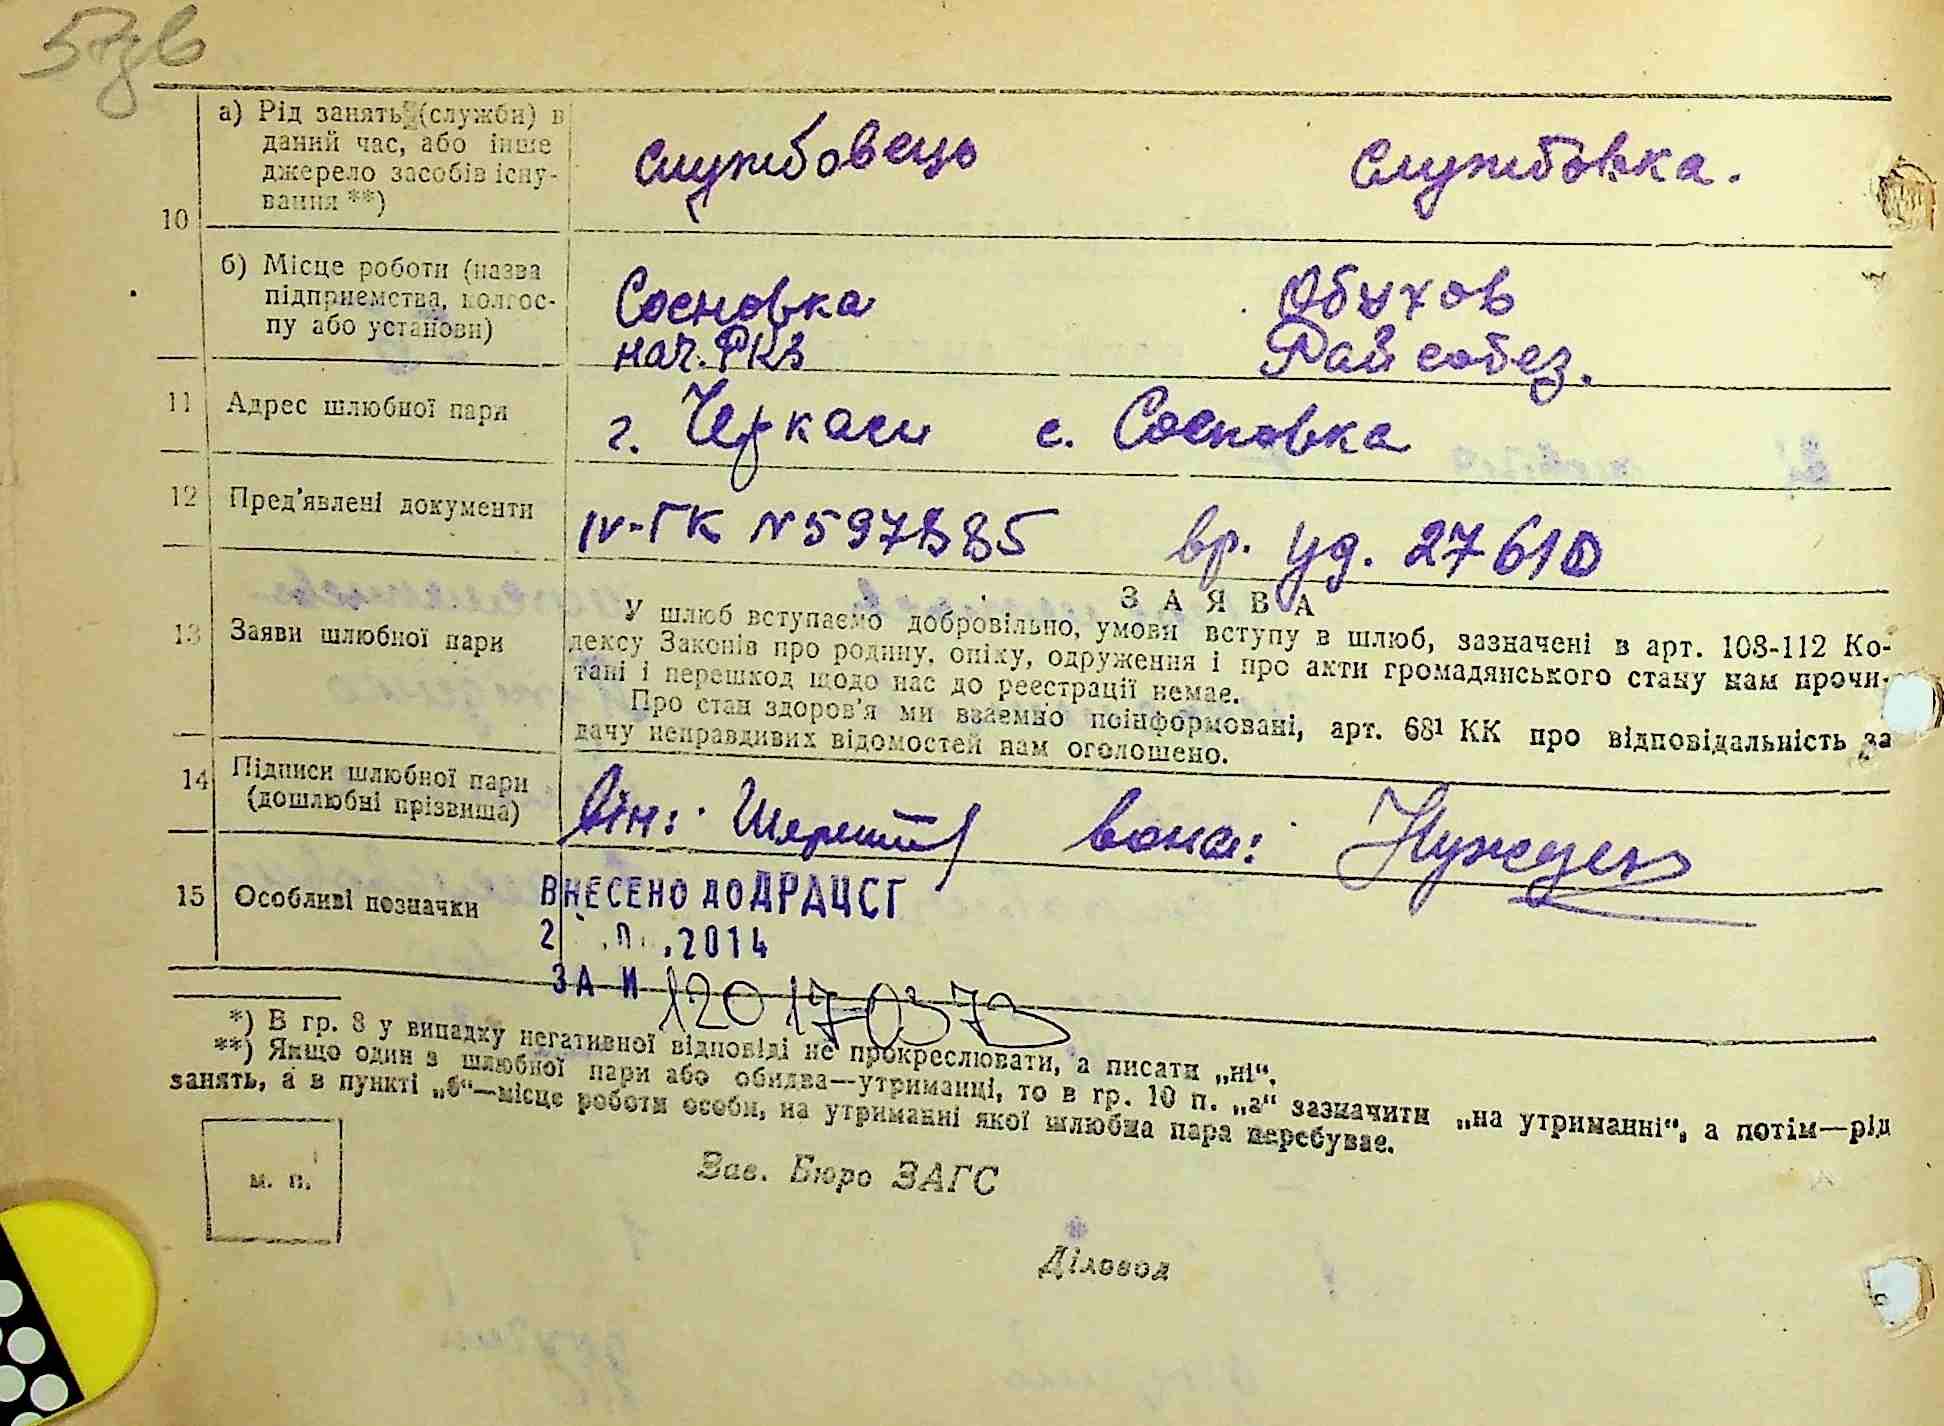 57зв
а) Рід занять (служби) в
даний час, або інше
джерело засобів існу-
вання **)
службовець
службовка.
10
б) Місце роботи (назва
підприємства, колгос-
пу або установи)
Сосновка
нач. РКЗ
Обухов
Райсобез.
11 Адрес шлюбної пари
г. Черкаси с. Сосновка
12 Пред'явлені документи
IV-ГК N 597885 вр. уд. 27610
13 Заяви шлюбної пари
ЗАЯВА
У шлюб вступаємо добровільно, умови вступу в шлюб, зазначені в арт. 108-112 Ко-
дексу Законів про родину, опіку, одруження і про акти громадянського стану нам прочи-
тані і перешкод щодо нас до реєстрації немає.
Про стан здоров'я ми взаємно поінформовані, арт. 68¹ КК про відповідальність за
дачу неправдивих відомостей нам оголошено.
14 Підписи шлюбної пари
(дошлюбні прізвища)
він: вона:
15 Особливі позначки
ВНЕСЕНО ДО ДРАЦСГ
2014
ЗА N 120170373
*) В гр. 8 у випадку негативної відповіді не прокреслювати, а писати „ні“.
**) Якщо один з шлюбної пари або обидва—утриманці, то в гр. 10 п. „а“ зазначити „на утриманні“, а потім—рід
занять, а в пункті „б“—місце роботи особи, на утриманні якої шлюбна пара перебуває.
м. п.
Зав. Бюро ЗАГС
Діловод